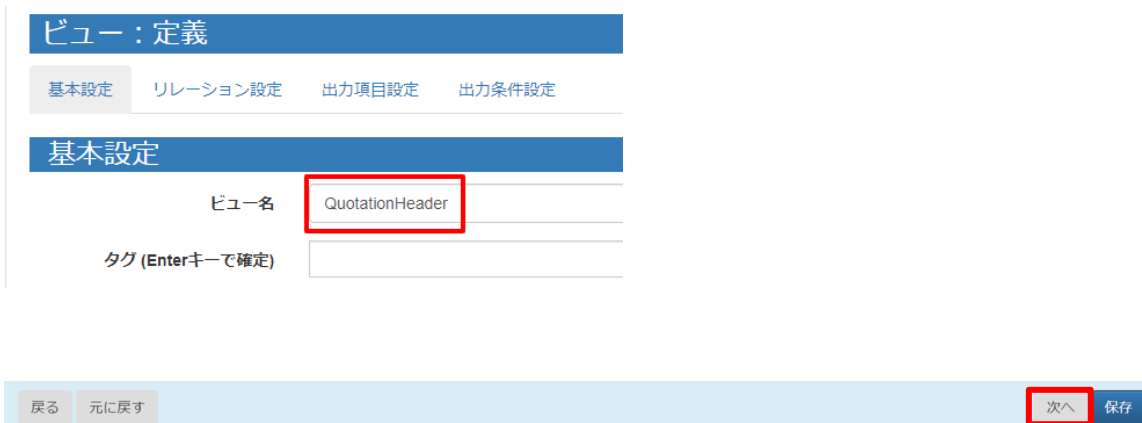 ビュー：定義
基本設定 リレーション設定 出力項目設定 出力条件設定
基本設定
ビュー名 QuotationHeader
タグ (Enterキーで確定)
戻る 元に戻す 次へ 保存